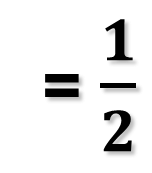 = 1/2